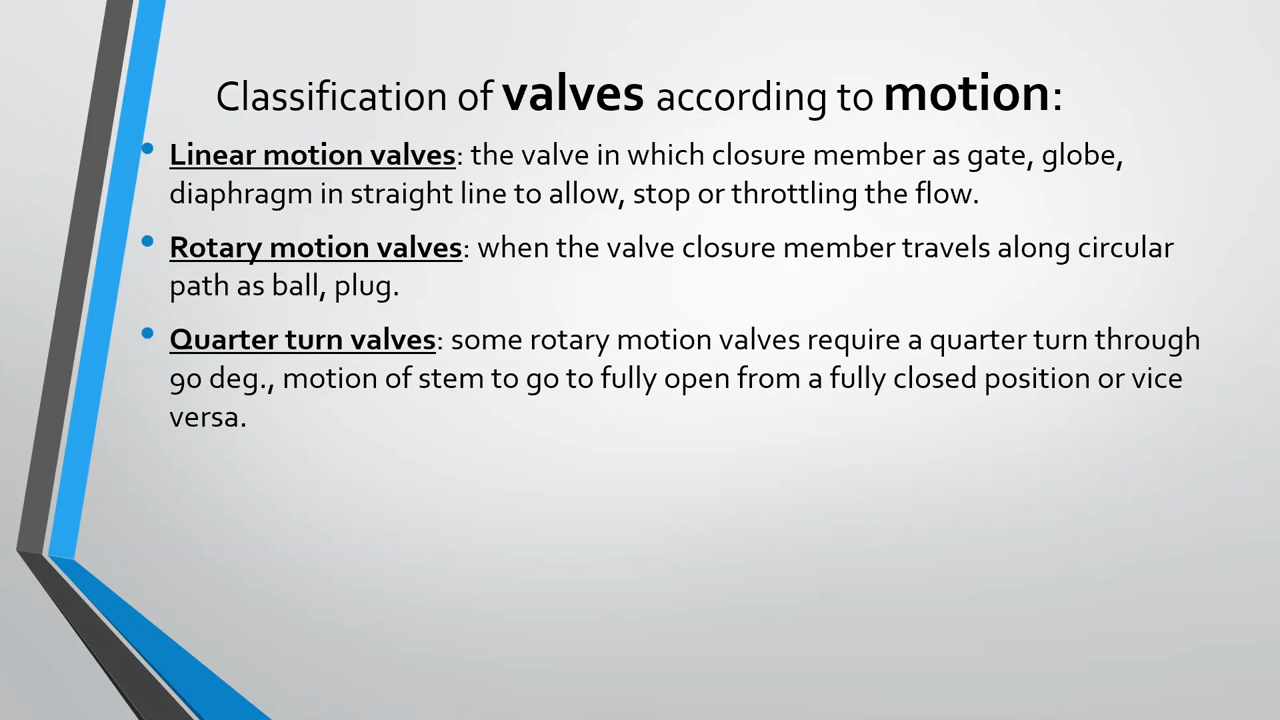 Classification of valves according to motion:
Linear motion valves: the valve in which closure member as gate, globe,
diaphragm in straight line to allow, stop or throttling the flow.
Rotary motion valves: when the valve closure member travels along circular
path as ball, plug.
Quarter turn valves: some rotary motion valves require a quarter turn through
90 deg., motion of stem to go to fully open from a fully closed position or vice
versa.